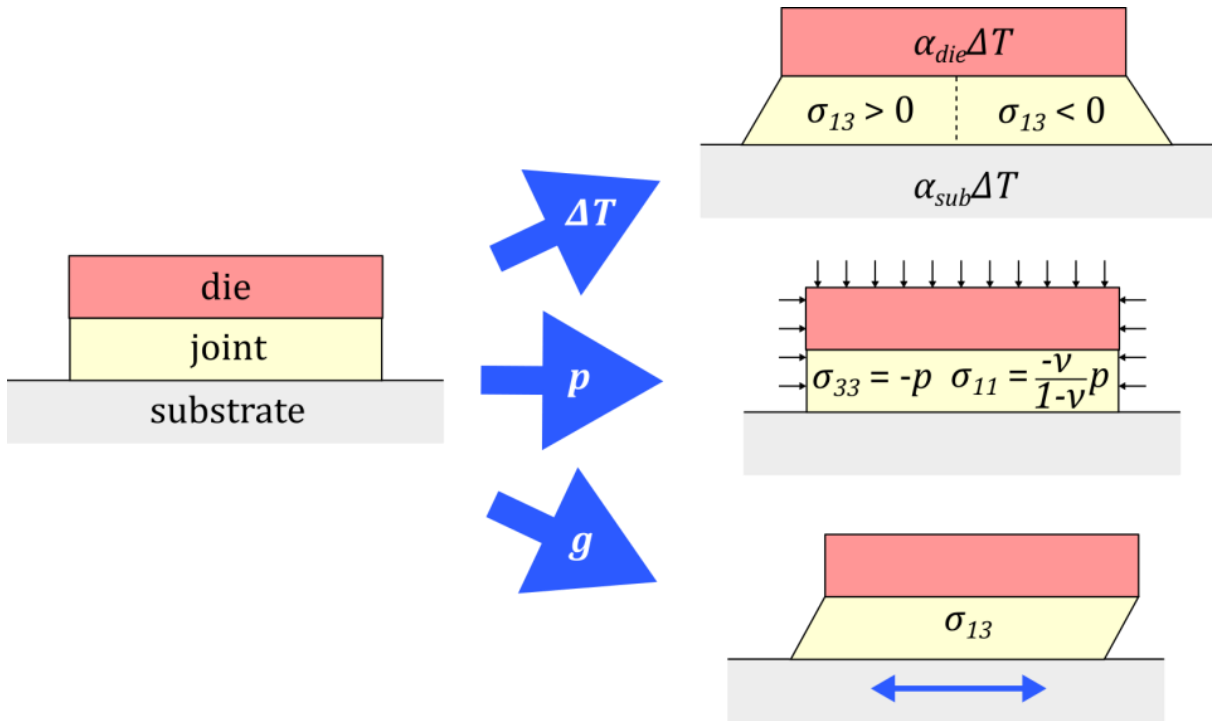 die
joint
substrate
ΔT
p
g
α_die ΔT
σ₁₃ > 0 σ₁₃ < 0
α_sub ΔT
σ₃₃ = -p σ₁₁ = -ν/1-ν p
σ₁₃